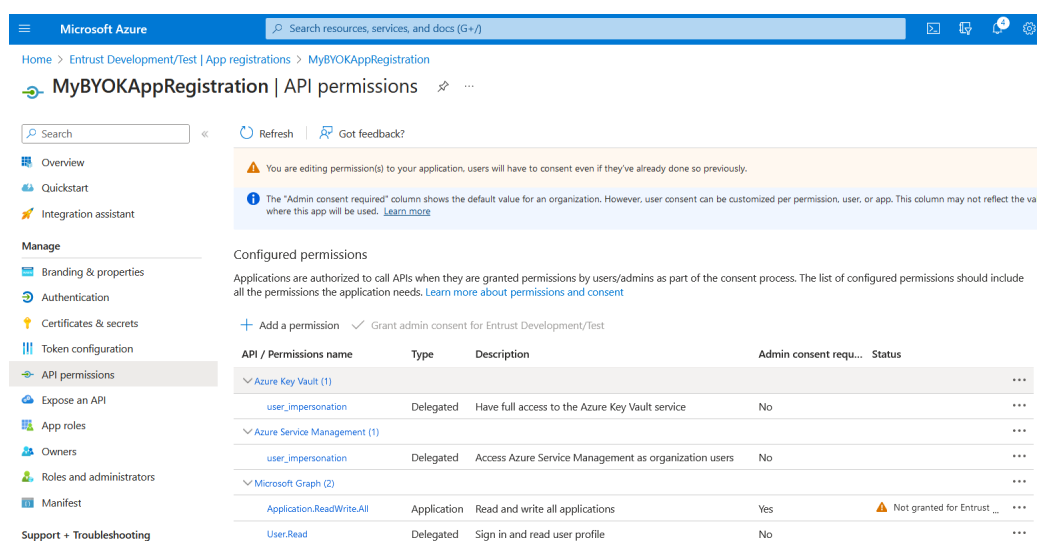 Microsoft Azure
Search resources, services, and docs (G+/)
4
Home > Entrust Development/Test | App registrations > MyBYOKAppRegistration
MyBYOKAppRegistration | API permissions
Search
Refresh
Got feedback?
You are editing permission(s) to your application, users will have to consent even if they've already done so previously.
The "Admin consent required" column shows the default value for an organization. However, user consent can be customized per permission, user, or app. This column may not reflect the va
where this app will be used. Learn more
Overview
Quickstart
Integration assistant
Manage
Branding & properties
Authentication
Certificates & secrets
Token configuration
API permissions
Expose an API
App roles
Owners
Roles and administrators
Manifest
Support + Troubleshooting
Configured permissions
Applications are authorized to call APIs when they are granted permissions by users/admins as part of the consent process. The list of configured permissions should include
all the permissions the application needs. Learn more about permissions and consent
Add a permission
Grant admin consent for Entrust Development/Test
API / Permissions name Type Description Admin consent requ... Status
Azure Key Vault (1)
user_impersonation Delegated Have full access to the Azure Key Vault service No
Azure Service Management (1)
user_impersonation Delegated Access Azure Service Management as organization users No
Microsoft Graph (2)
Application.ReadWrite.All Application Read and write all applications Yes Not granted for Entrust ...
User.Read Delegated Sign in and read user profile No